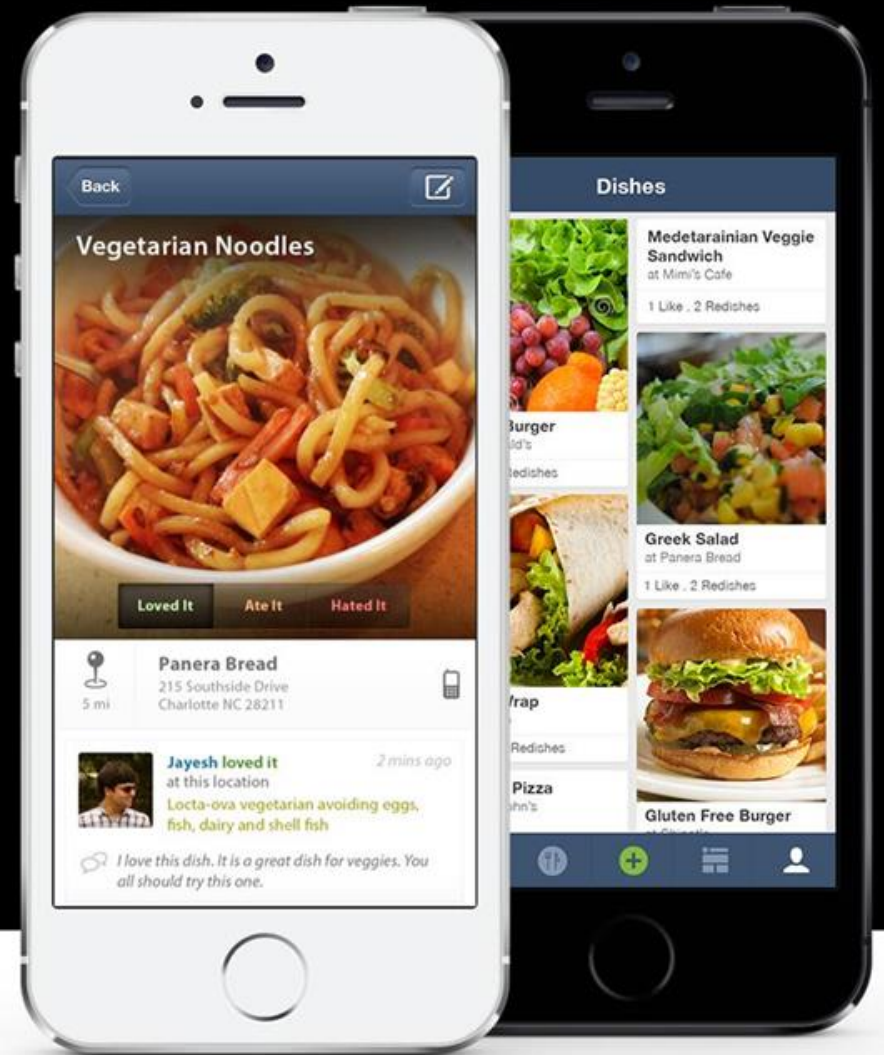 Back
Vegetarian Noodles
Loved It
Ate It
Hated It
5 mi
Panera Bread
215 Southside Drive
Charlotte NC 28211
Jayesh loved it
2 mins ago
at this location
Locta-ova vegetarian avoiding eggs,
fish, dairy and shell fish
I love this dish. It is a great dish for veggies. You
all should try this one.
Dishes
Burger
ld's
Redishes
Wrap
Redishes
Pizza
ohn's
Medetarainian Veggie
Sandwich
at Mimi's Cafe
1 Like , 2 Redishes
Greek Salad
at Panera Bread
1 Like , 2 Redishes
Gluten Free Burger